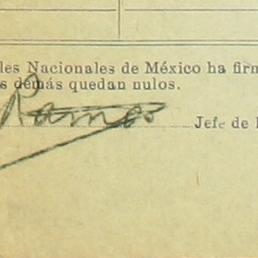 les Nacionales de México ha firm
s demás quedan nulos.
Ramos
Jefe de